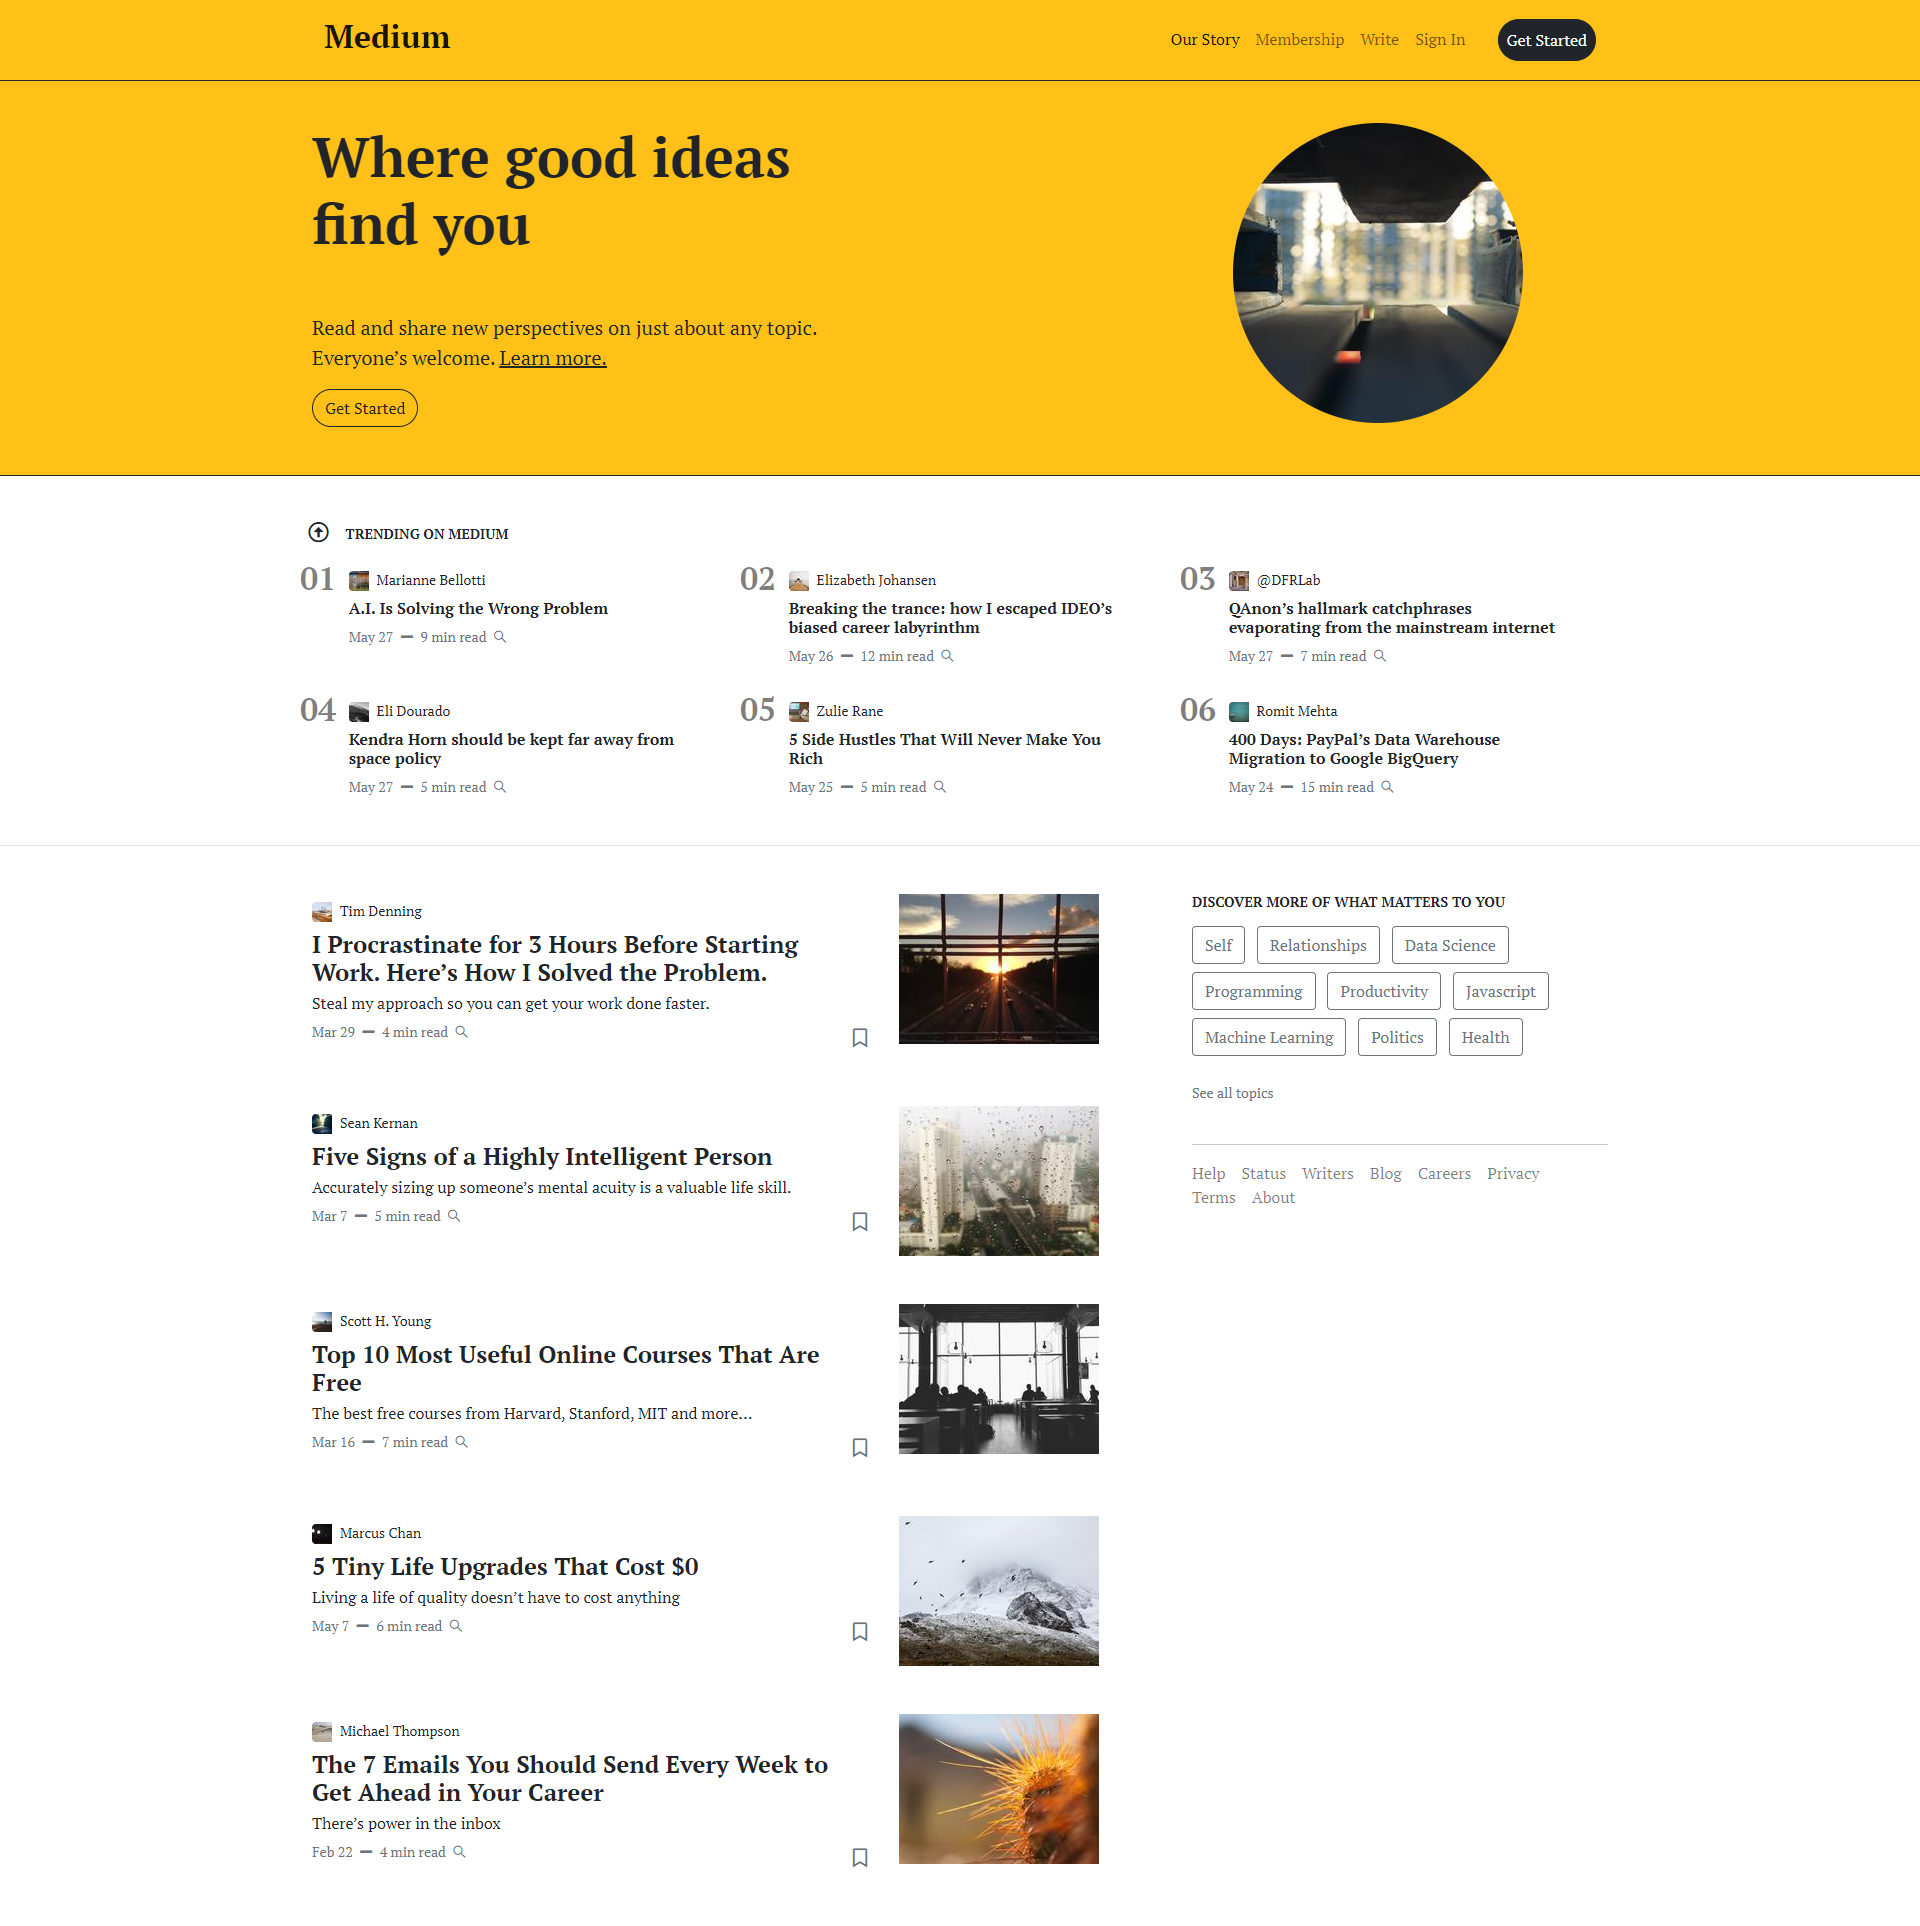 Medium
Our Story Membership Write Sign In Get Started
Where good ideas
find you
Read and share new perspectives on just about any topic.
Everyone’s welcome. Learn more.
Get Started
TRENDING ON MEDIUM
01 Marianne Bellotti
A.I. Is Solving the Wrong Problem
May 27 — 9 min read
02 Elizabeth Johansen
Breaking the trance: how I escaped IDEO’s
biased career labyrinthm
May 26 — 12 min read
03 @DFRLab
QAnon’s hallmark catchphrases
evaporating from the mainstream internet
May 27 — 7 min read
04 Eli Dourado
Kendra Horn should be kept far away from
space policy
May 27 — 5 min read
05 Zulie Rane
5 Side Hustles That Will Never Make You
Rich
May 25 — 5 min read
06 Romit Mehta
400 Days: PayPal’s Data Warehouse
Migration to Google BigQuery
May 24 — 15 min read
Tim Denning
I Procrastinate for 3 Hours Before Starting
Work. Here’s How I Solved the Problem.
Steal my approach so you can get your work done faster.
Mar 29 — 4 min read
Sean Kernan
Five Signs of a Highly Intelligent Person
Accurately sizing up someone’s mental acuity is a valuable life skill.
Mar 7 — 5 min read
Scott H. Young
Top 10 Most Useful Online Courses That Are
Free
The best free courses from Harvard, Stanford, MIT and more…
Mar 16 — 7 min read
Marcus Chan
5 Tiny Life Upgrades That Cost $0
Living a life of quality doesn’t have to cost anything
May 7 — 6 min read
Michael Thompson
The 7 Emails You Should Send Every Week to
Get Ahead in Your Career
There’s power in the inbox
Feb 22 — 4 min read
DISCOVER MORE OF WHAT MATTERS TO YOU
Self Relationships Data Science
Programming Productivity Javascript
Machine Learning Politics Health
See all topics
Help Status Writers Blog Careers Privacy
Terms About